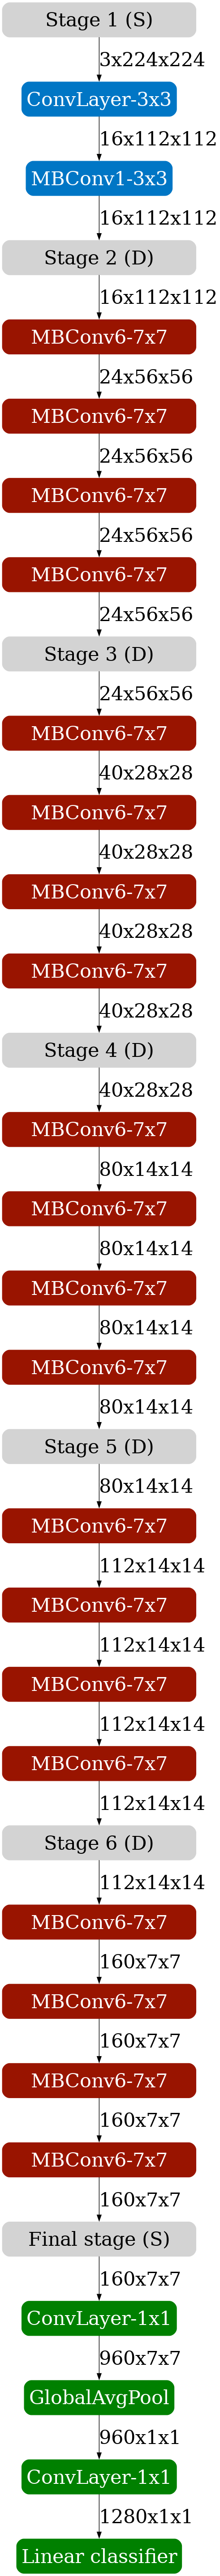 Stage 1 (S)
3x224x224
ConvLayer-3x3
16x112x112
MBConv1-3x3
16x112x112
Stage 2 (D)
16x112x112
MBConv6-7x7
24x56x56
MBConv6-7x7
24x56x56
MBConv6-7x7
24x56x56
MBConv6-7x7
24x56x56
Stage 3 (D)
24x56x56
MBConv6-7x7
40x28x28
MBConv6-7x7
40x28x28
MBConv6-7x7
40x28x28
MBConv6-7x7
40x28x28
Stage 4 (D)
40x28x28
MBConv6-7x7
80x14x14
MBConv6-7x7
80x14x14
MBConv6-7x7
80x14x14
MBConv6-7x7
80x14x14
Stage 5 (D)
80x14x14
MBConv6-7x7
112x14x14
MBConv6-7x7
112x14x14
MBConv6-7x7
112x14x14
MBConv6-7x7
112x14x14
Stage 6 (D)
112x14x14
MBConv6-7x7
160x7x7
MBConv6-7x7
160x7x7
MBConv6-7x7
160x7x7
MBConv6-7x7
160x7x7
Final stage (S)
160x7x7
ConvLayer-1x1
960x7x7
GlobalAvgPool
960x1x1
ConvLayer-1x1
1280x1x1
Linear classifier